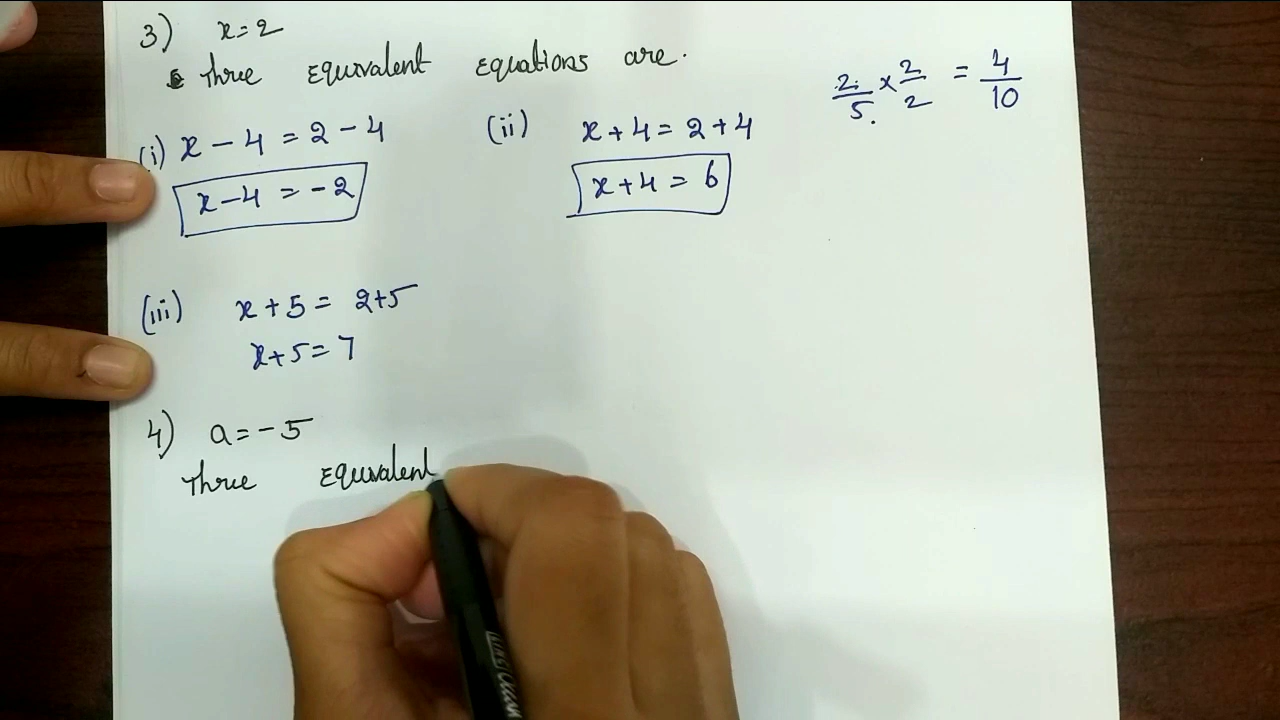 3) x=2
Three equivalent equations are.
2/5 × 2/2 = 4/10
(i) x - 4 = 2 - 4
x-4 = -2
(ii) x+4 = 2+4
x+4 = 6
(iii) x+5 = 2+5
x+5=7
4) a=-5
Three equivalent